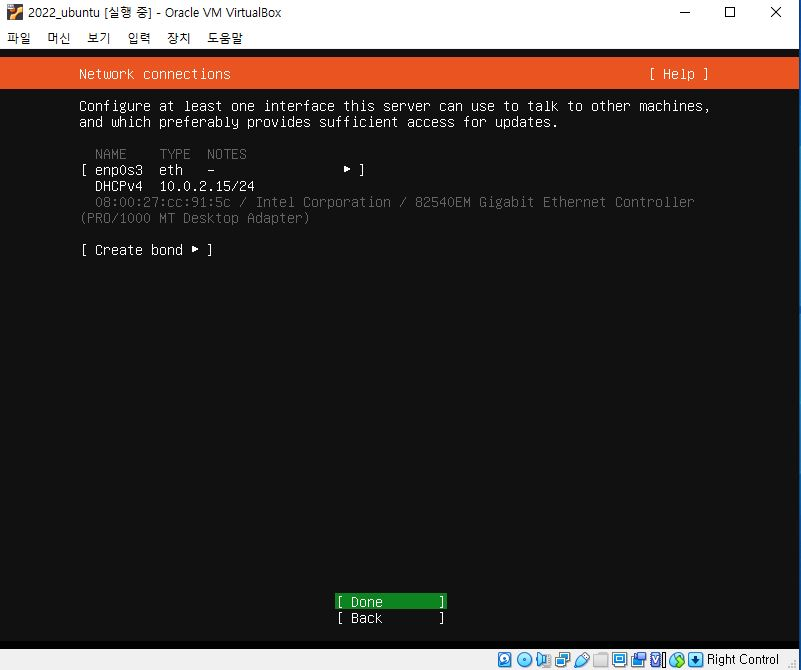 2022_ubuntu [실행 중] - Oracle VM VirtualBox
파일 머신 보기 입력 장치 도움말
Network connections [ Help ]
Configure at least one interface this server can use to talk to other machines,
and which preferably provides sufficient access for updates.
NAME TYPE NOTES
[ enp0s3 eth - ▸ ]
DHCPv4 10.0.2.15/24
08:00:27:cc:91:5c / Intel Corporation / 82540EM Gigabit Ethernet Controller
(PRO/1000 MT Desktop Adapter)
[ Create bond ▸ ]
[ Done ]
[ Back ]
Right Control